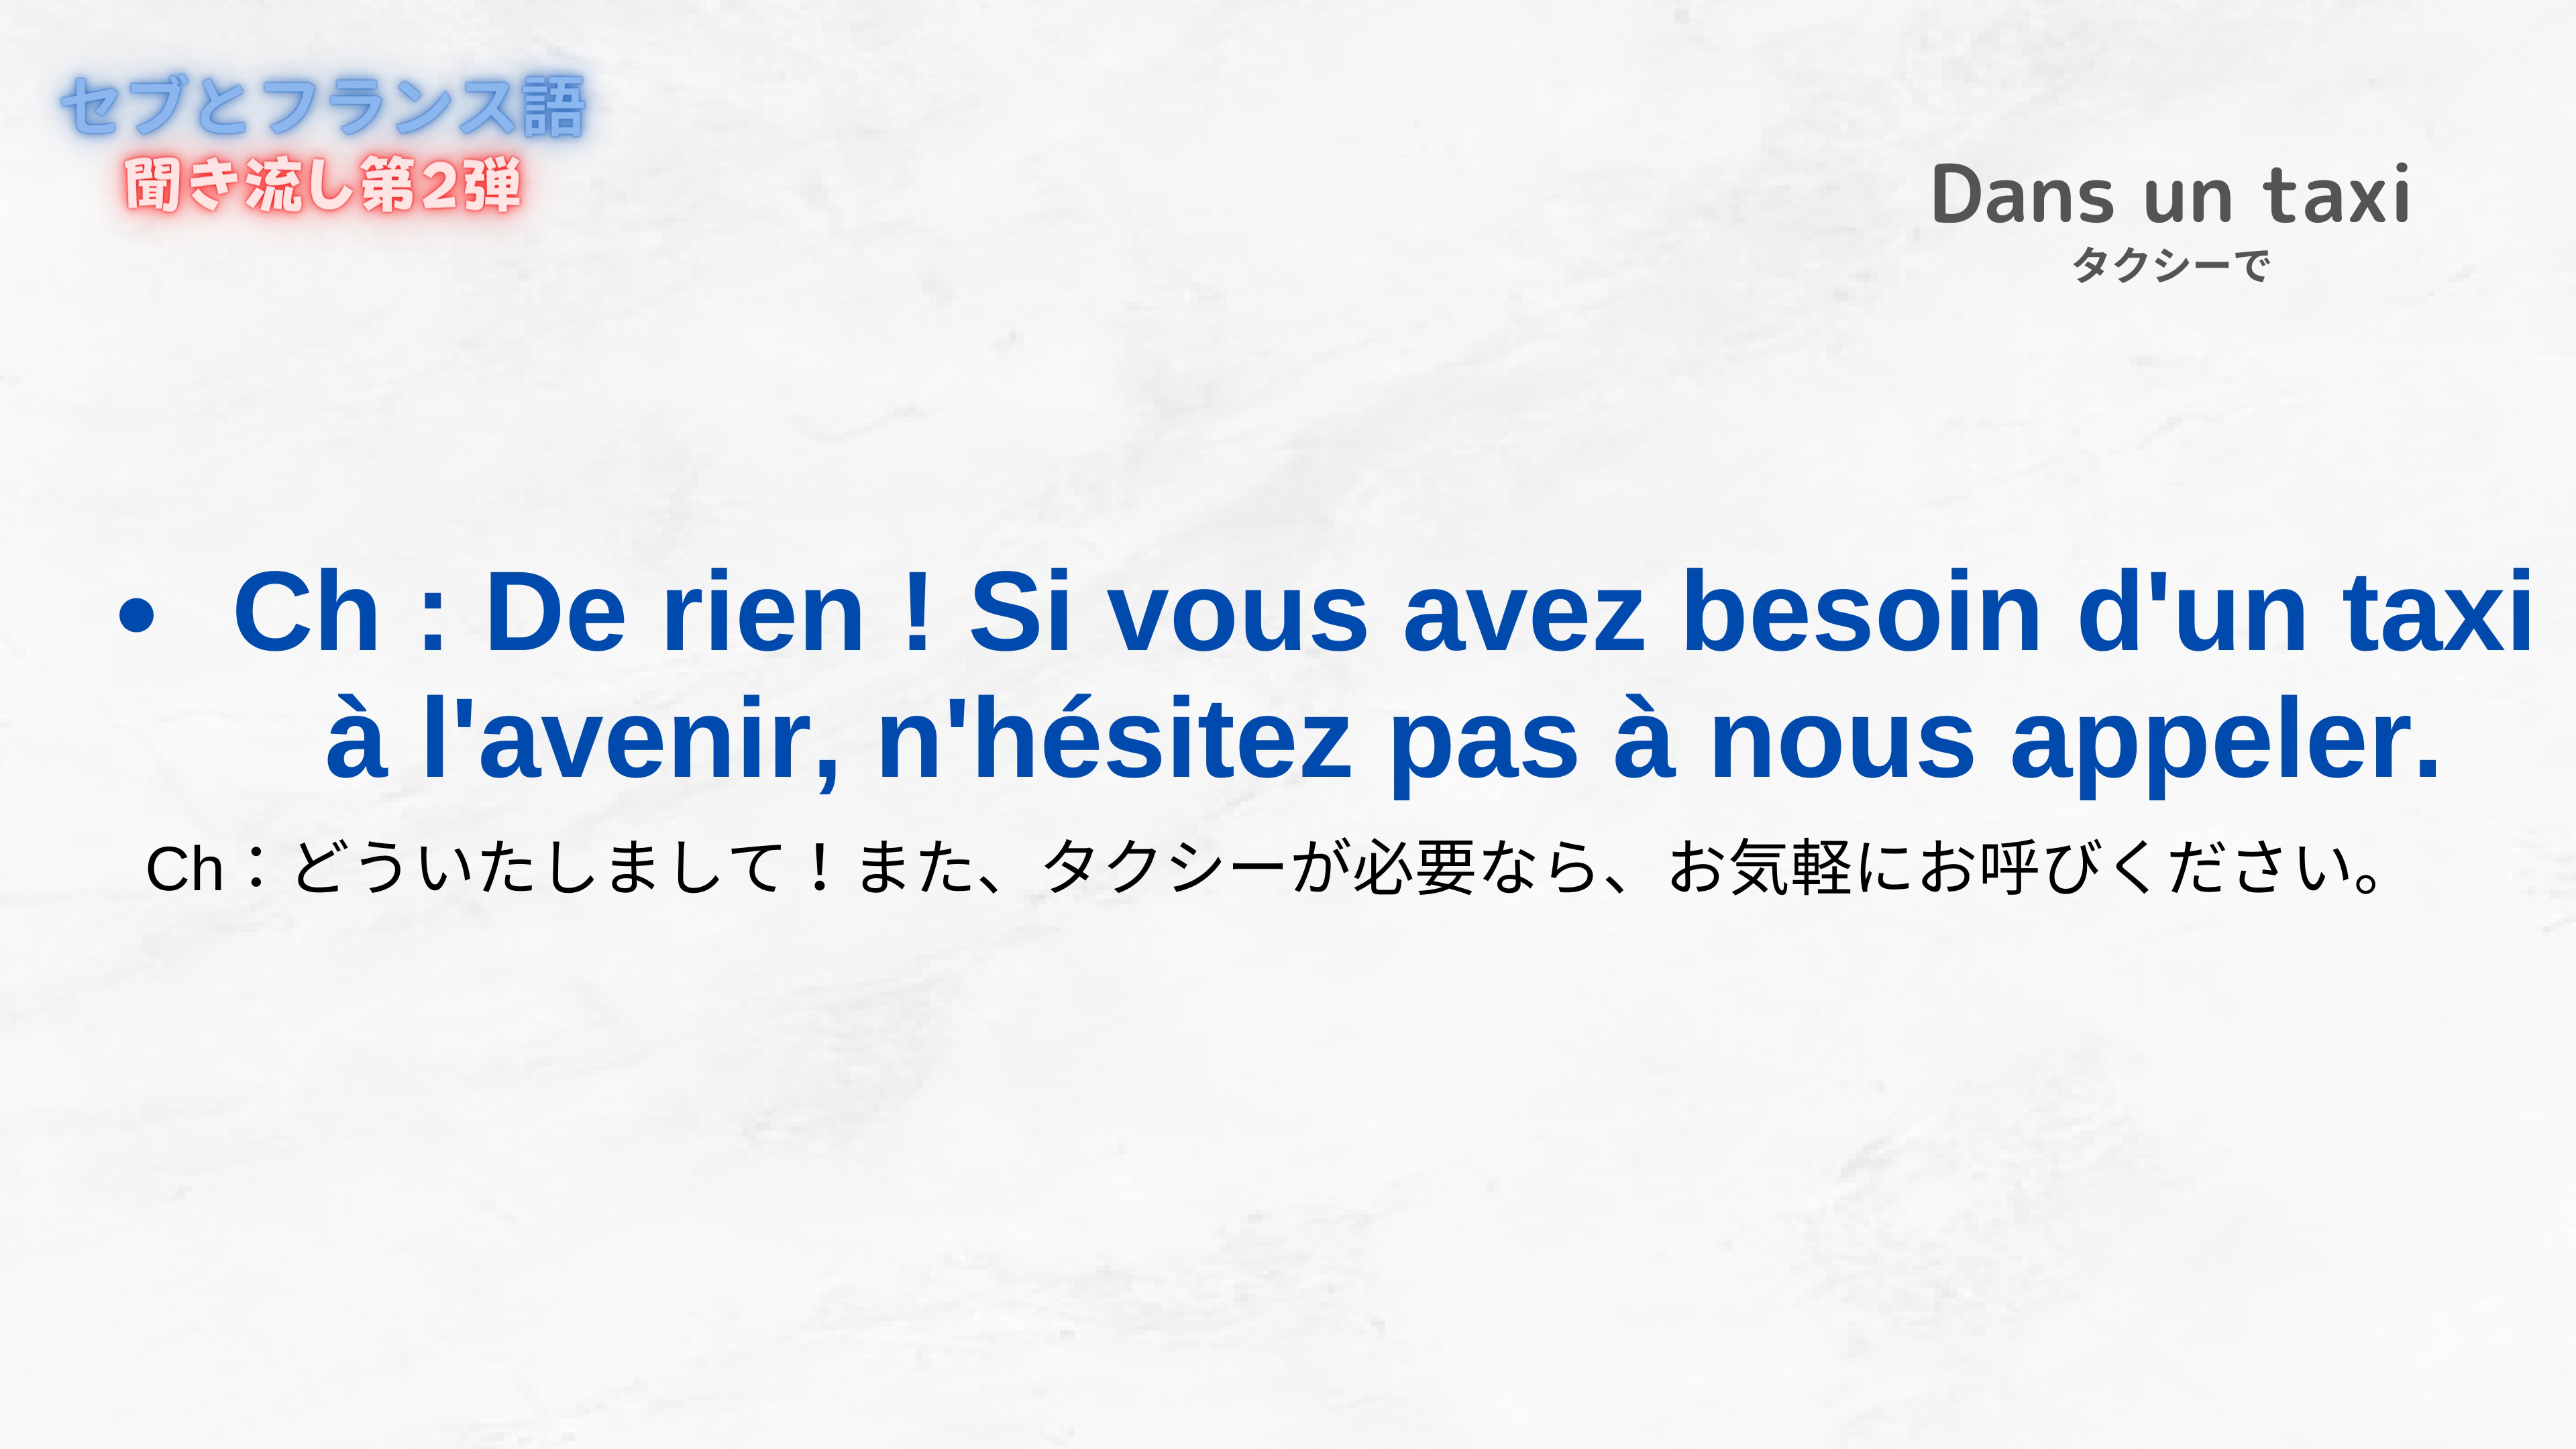 セブとフランス語
聞き流し第2弾
Dans un taxi
タクシーで
• Ch : De rien ! Si vous avez besoin d'un taxi
à l'avenir, n'hésitez pas à nous appeler.
Ch：どういたしまして！また、タクシーが必要なら、お気軽にお呼びください。